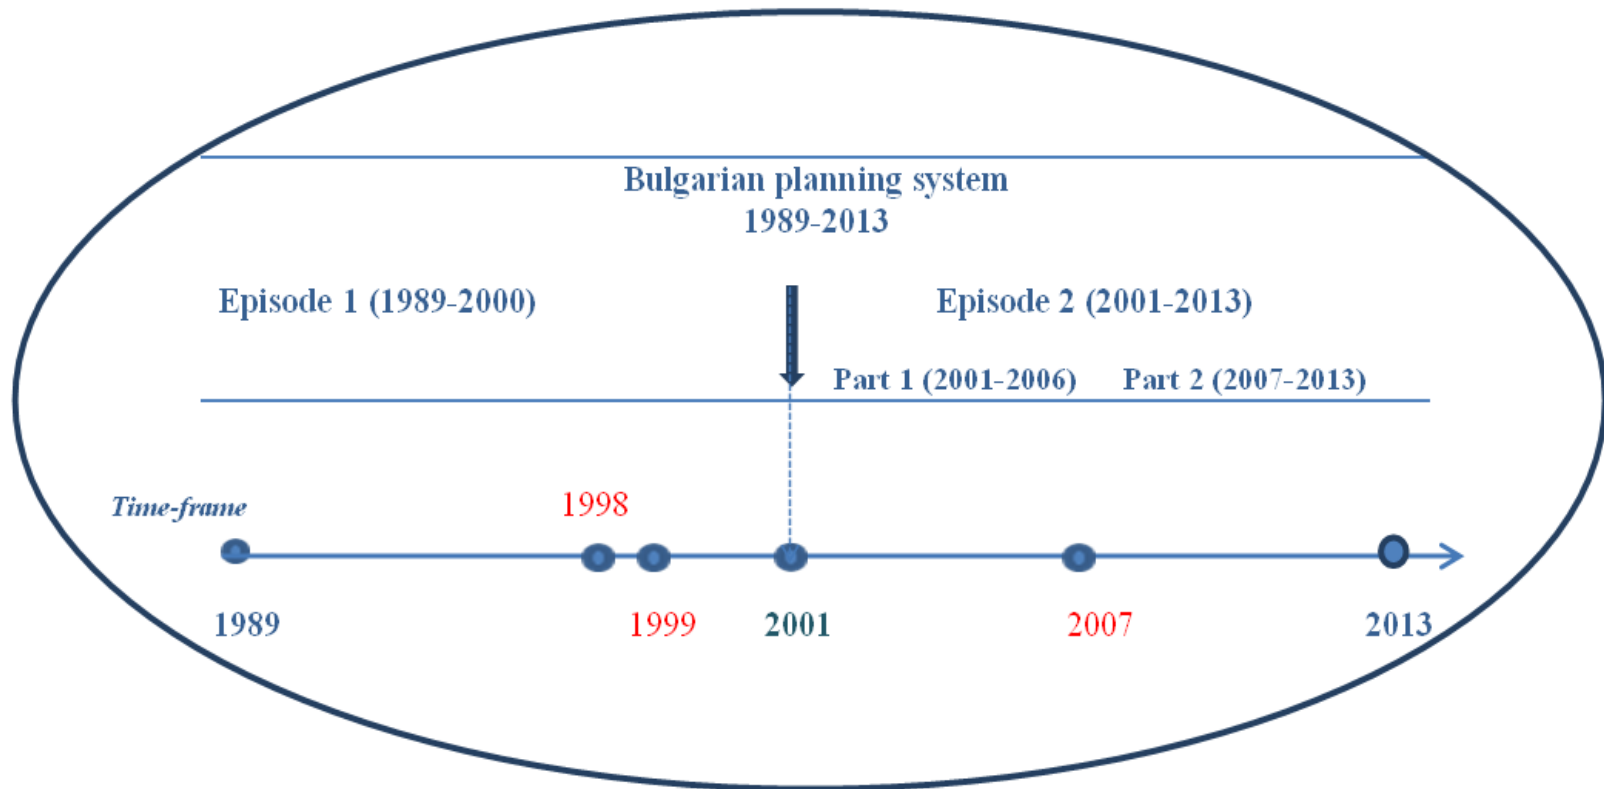 Bulgarian planning system
1989-2013
Episode 1 (1989-2000)
Episode 2 (2001-2013)
Part 1 (2001-2006)
Part 2 (2007-2013)
Time-frame
1998
1989
1999
2001
2007
2013